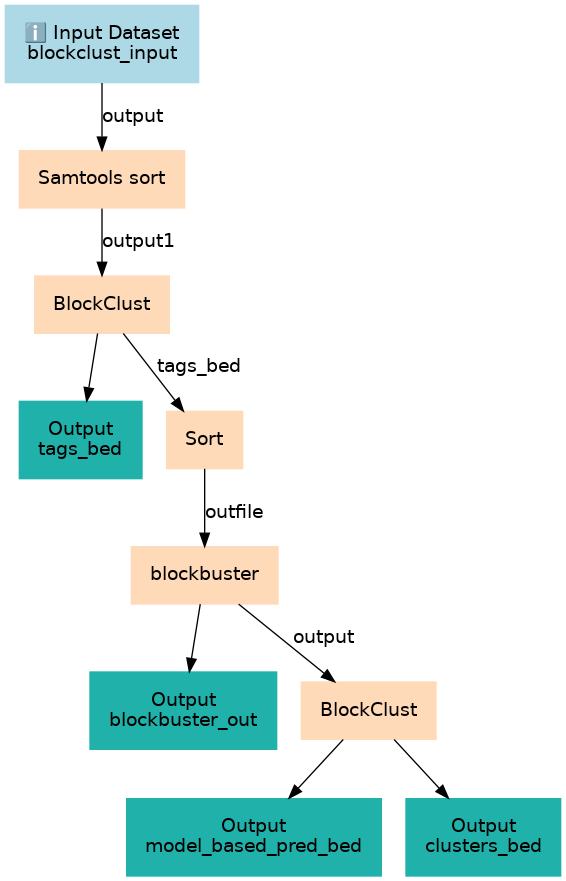 ℹ️ Input Dataset
blockclust_input
output
Samtools sort
output1
BlockClust
tags_bed
Output
tags_bed
Sort
outfile
blockbuster
output
Output
blockbuster_out
BlockClust
Output
model_based_pred_bed
Output
clusters_bed